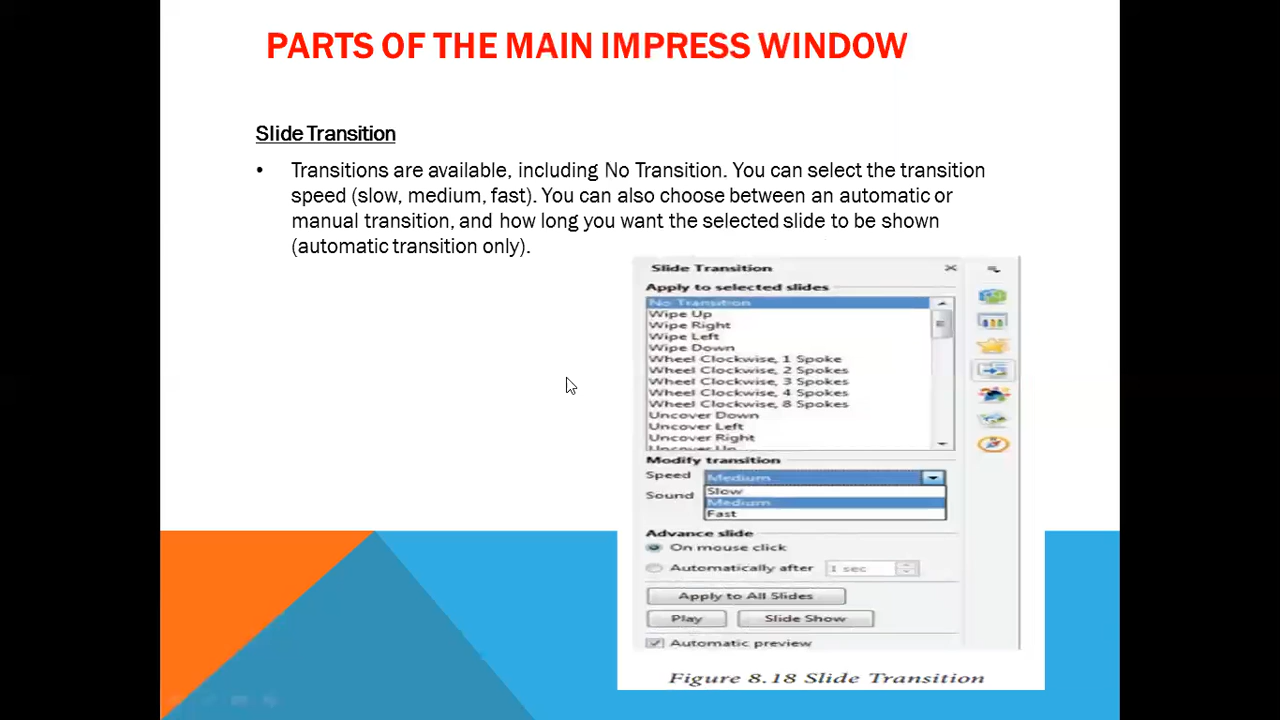 PARTS OF THE MAIN IMPRESS WINDOW
Slide Transition
• Transitions are available, including No Transition. You can select the transition
speed (slow, medium, fast). You can also choose between an automatic or
manual transition, and how long you want the selected slide to be shown
(automatic transition only).
Slide Transition
Apply to selected slides
No Transition
Wipe Up
Wipe Right
Wipe Left
Wipe Down
Wheel Clockwise, 1 Spoke
Wheel Clockwise, 2 Spokes
Wheel Clockwise, 3 Spokes
Wheel Clockwise, 4 Spokes
Wheel Clockwise, 8 Spokes
Uncover Down
Uncover Left
Uncover Right
Uncover Up
Modify transition
Speed Medium
Slow
Sound Medium
Fast
Advance slide
On mouse click
Automatically after 1 sec
Apply to All Slides
Play Slide Show
Automatic preview
Figure 8.18 Slide Transition